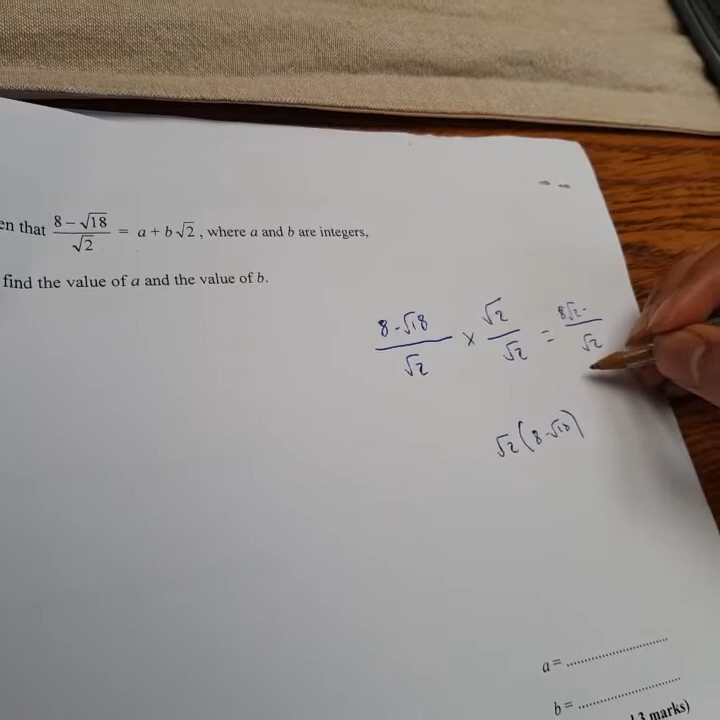 en that (8 − √18)/√2 = a + b√2, where a and b are integers,
find the value of a and the value of b.
(8-√18)/√2 × √2/√2 = (8√2-)/√2
√2(8-√18)
a = ........................
b = ........................
3 marks)